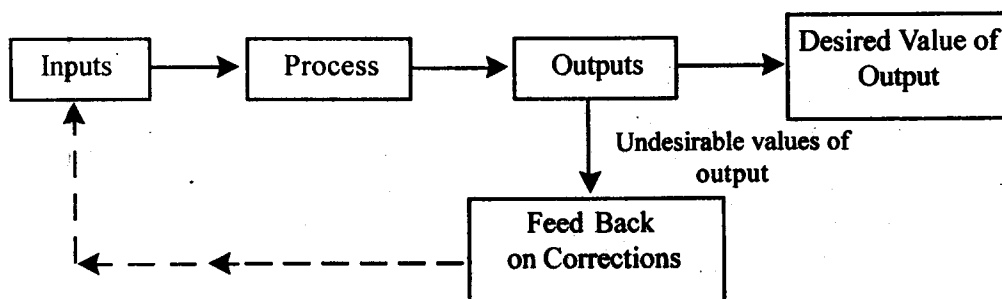 Inputs
Process
Outputs
Desired Value of
Output
Undesirable values of
output
Feed Back
on Corrections